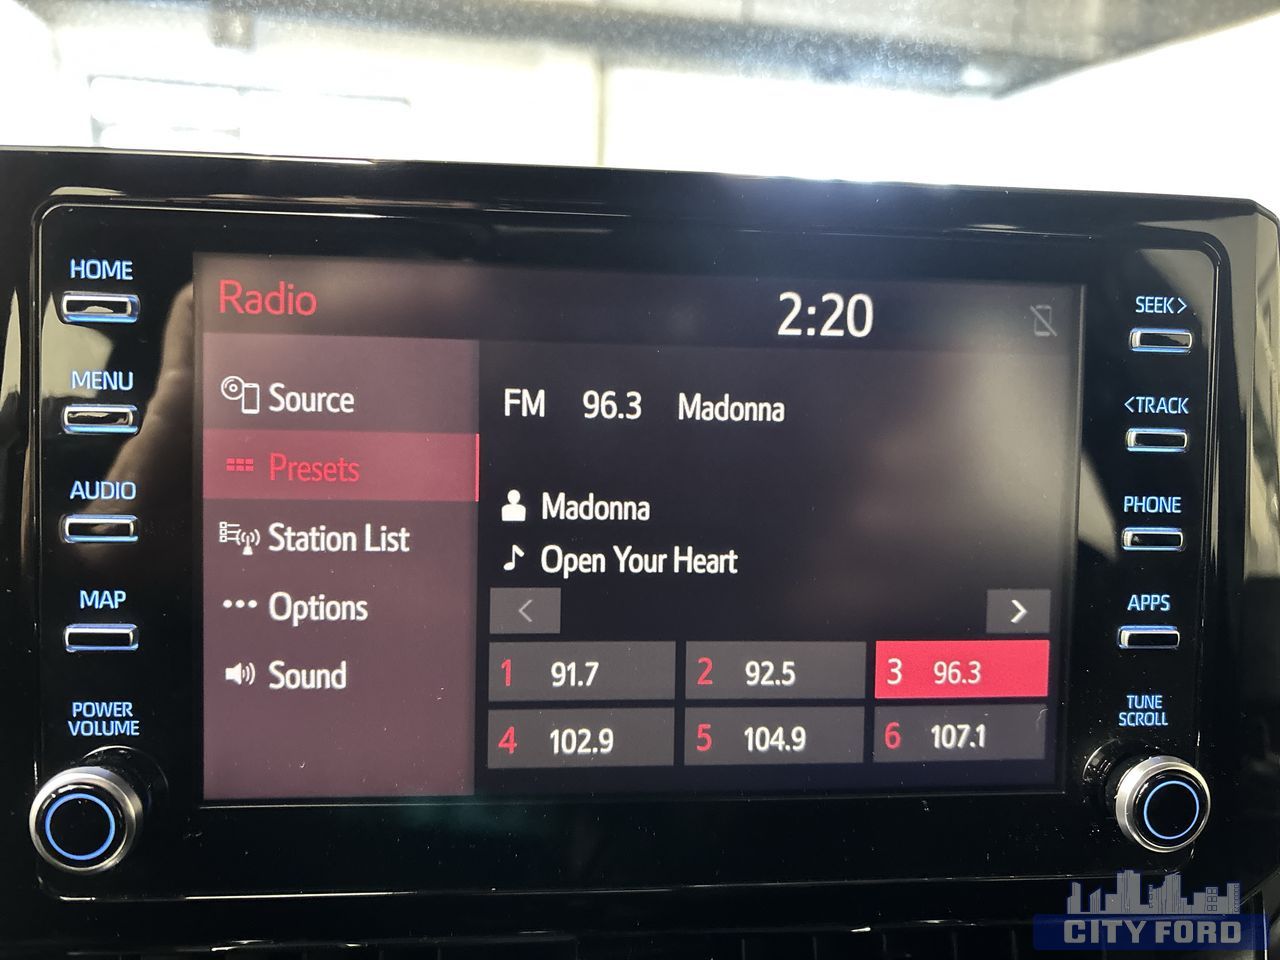 HOME
MENU
AUDIO
MAP
POWER
VOLUME
Radio
2:20
Source
Presets
Station List
Options
Sound
FM 96.3 Madonna
Madonna
Open Your Heart
< >
1 91.7 2 92.5 3 96.3
4 102.9 5 104.9 6 107.1
SEEK>
<TRACK
PHONE
APPS
TUNE
SCROLL
CITY FORD